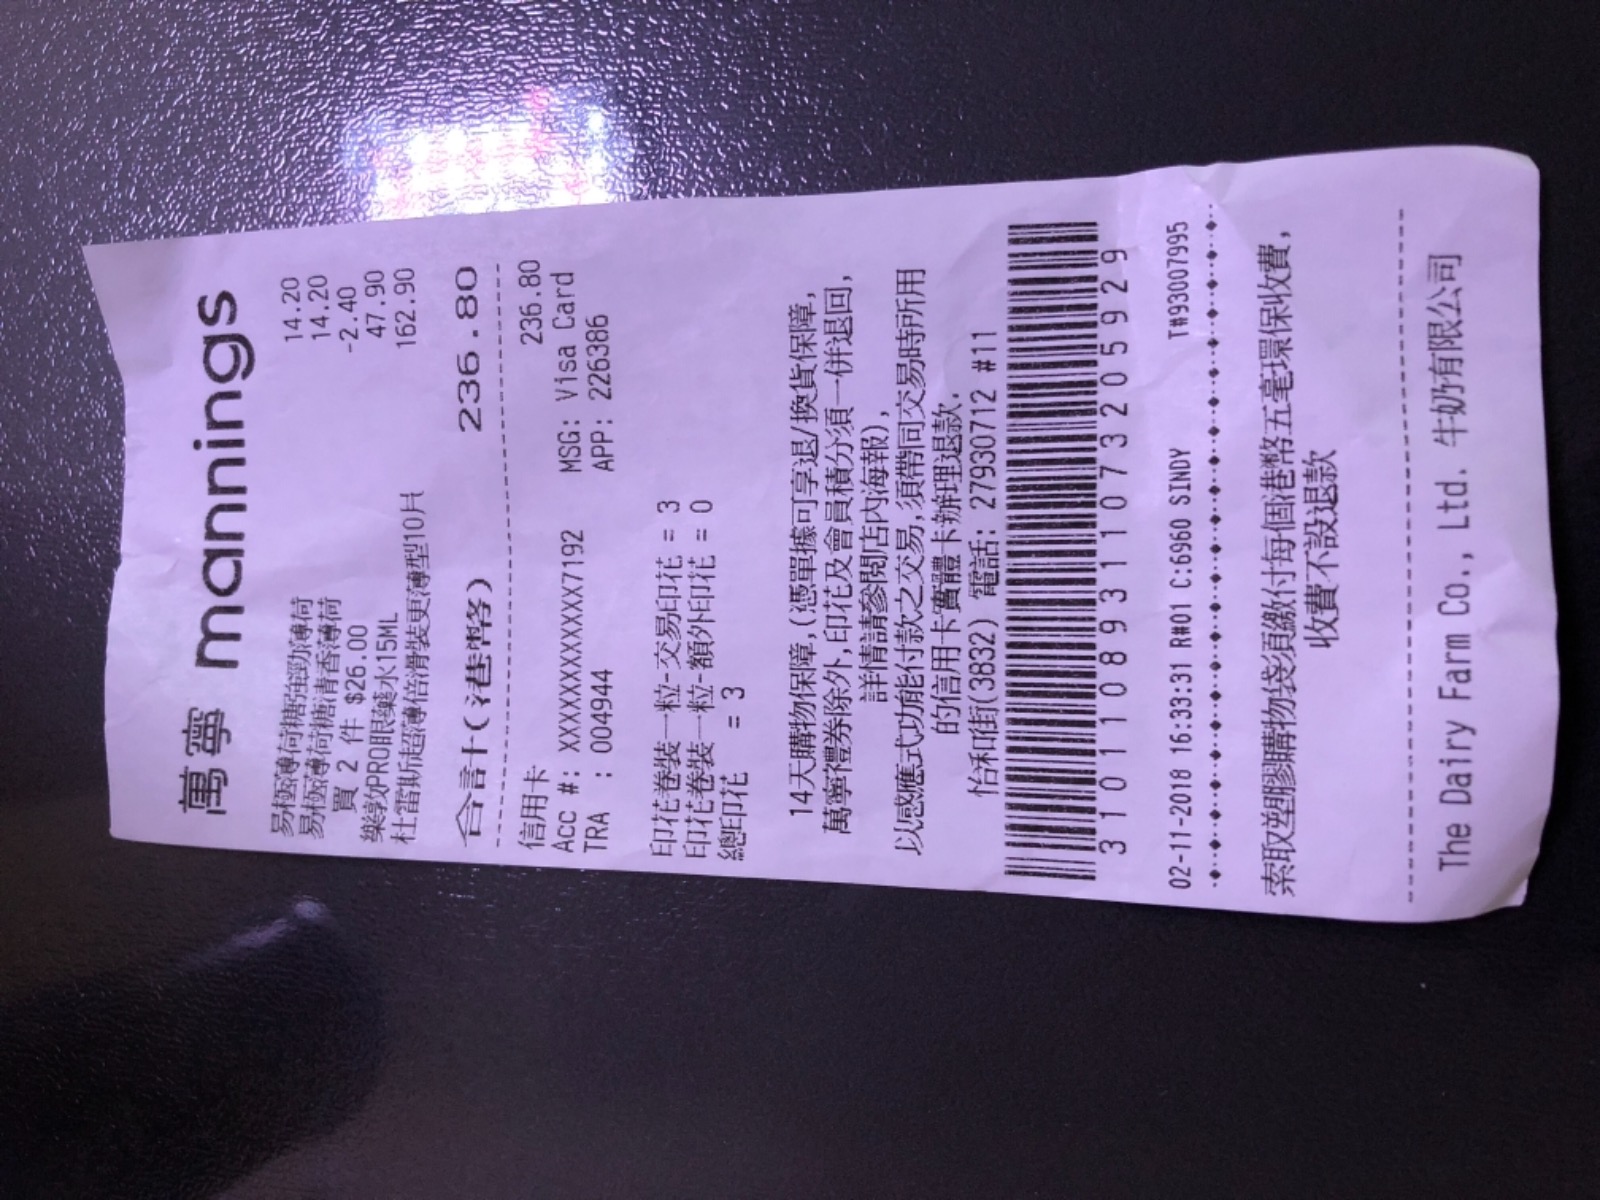 萬寧 mannings
易極薄荷糖強勁薄荷 14.20
易極薄荷糖清香薄荷 14.20
買 2 件 $26.00 -2.40
樂敦PRO眼藥水15ML 47.90
杜雷斯超薄倍滑裝更薄型10片 162.90
合計(港幣) 236.80
信用卡 236.80
Acc #: XXXXXXXXXXXX7192 MSG: Visa Card
TRA : 004944 APP: 226386
印花卷裝一粒-交易印花 = 3
印花卷裝一粒-額外印花 = 0
總印花 = 3
14天購物保障,(憑單據可享退/換貨保障,
萬寧禮券除外,印花及會員積分須一併退回,
詳情請參閱店內海報),
以感應式功能付款之交易,須帶同交易時所用
的信用卡實體卡辦理退款.
怡和街(3832) 電話: 27930712 #11
31011089311073205929
02-11-2018 16:33:31 R#01 C:6960 SINDY T#93007995
索取塑膠購物袋須繳付每個港幣五毫環保收費,
收費不設退款
The Dairy Farm Co., Ltd. 牛奶有限公司